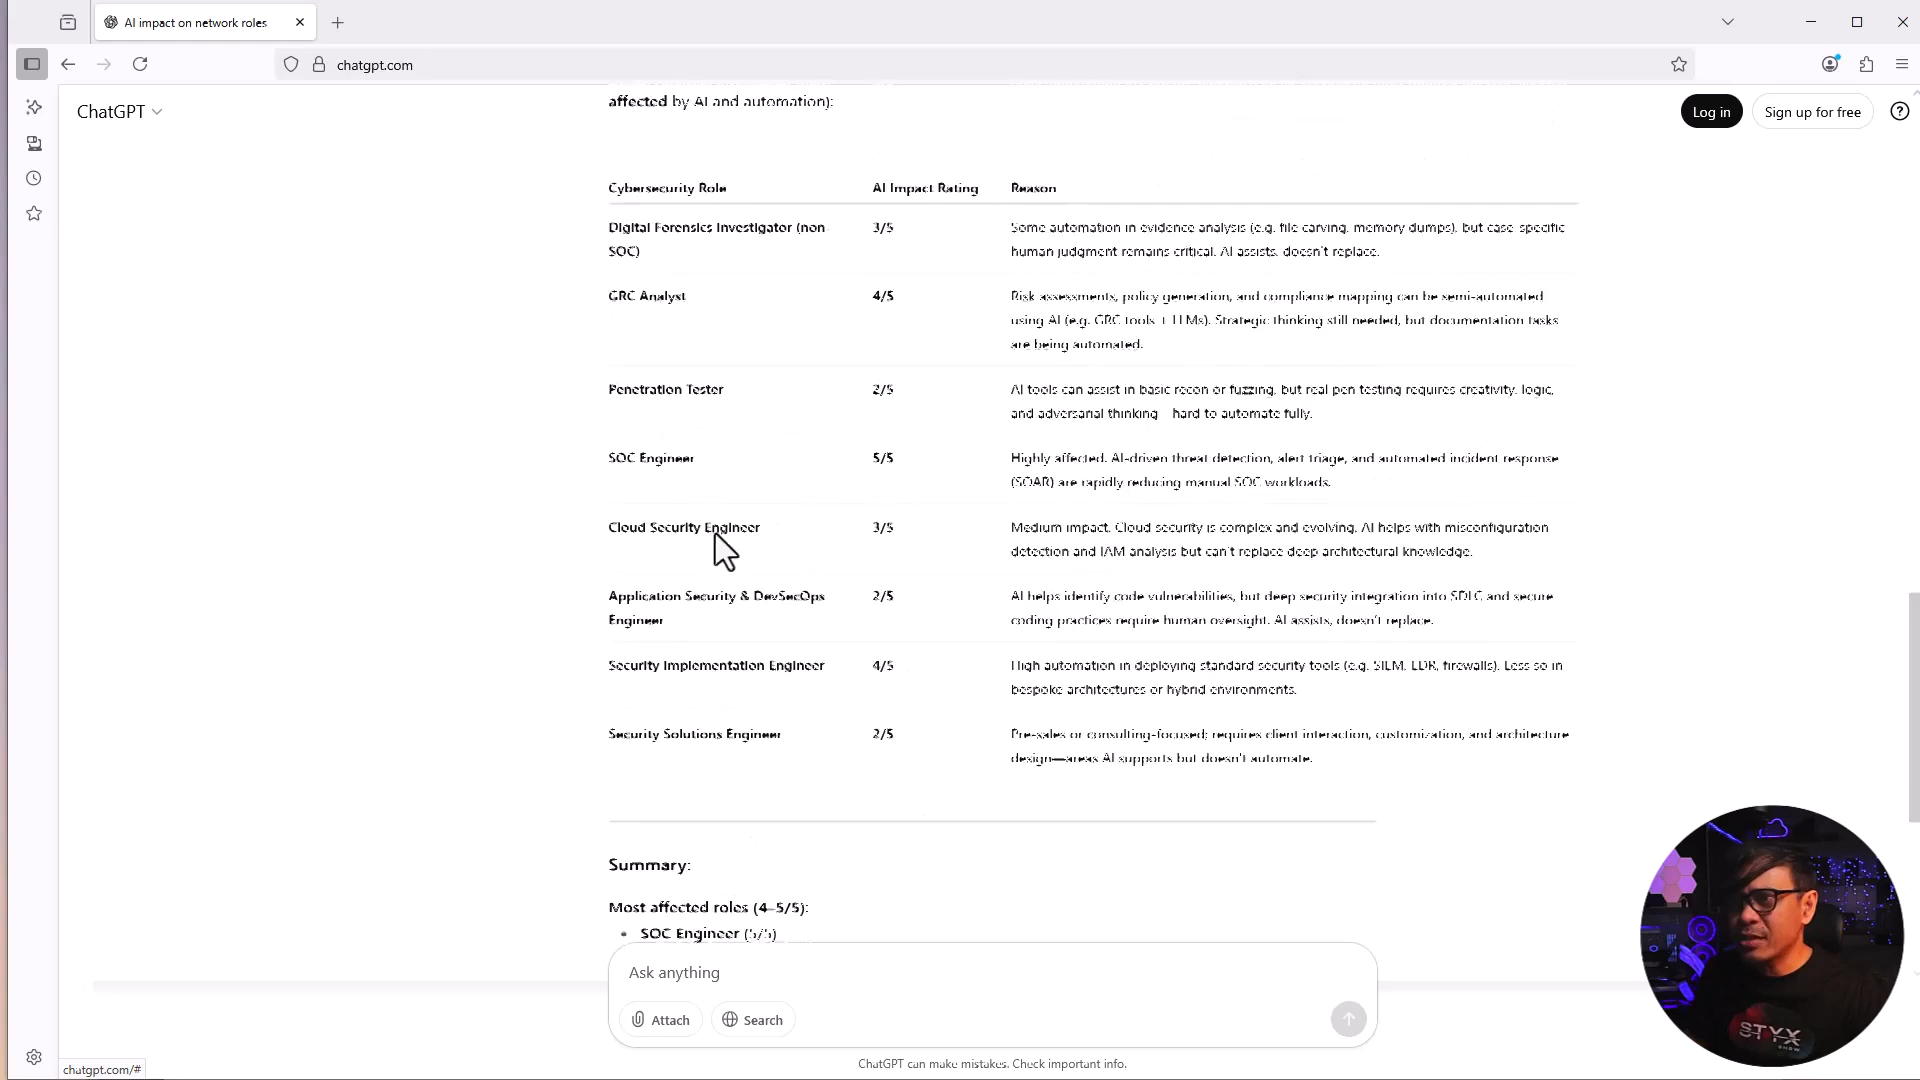 AI impact on network roles
chatgpt.com
ChatGPT
Log in
Sign up for free
affected by AI and automation):
Cybersecurity Role AI Impact Rating Reason
Digital Forensics Investigator (non-SOC) 3/5 Some automation in evidence analysis (e.g. file carving, memory dumps), but case-specific
human judgment remains critical. AI assists, doesn't replace.
GRC Analyst 4/5 Risk assessments, policy generation, and compliance mapping can be semi-automated
using AI (e.g. GRC tools + LLMs). Strategic thinking still needed, but documentation tasks
are being automated.
Penetration Tester 2/5 AI tools can assist in basic recon or fuzzing, but real pen testing requires creativity, logic,
and adversarial thinking—hard to automate fully.
SOC Engineer 5/5 Highly affected. AI-driven threat detection, alert triage, and automated incident response
(SOAR) are rapidly reducing manual SOC workloads.
Cloud Security Engineer 3/5 Medium impact. Cloud security is complex and evolving. AI helps with misconfiguration
detection and IAM analysis but can't replace deep architectural knowledge.
Application Security & DevSecOps 2/5 AI helps identify code vulnerabilities, but deep security integration into SDLC and secure
Engineer coding practices require human oversight. AI assists, doesn't replace.
Security Implementation Engineer 4/5 High automation in deploying standard security tools (e.g. SIEM, EDR, firewalls). Less so in
bespoke architectures or hybrid environments.
Security Solutions Engineer 2/5 Pre-sales or consulting-focused; requires client interaction, customization, and architecture
design—areas AI supports but doesn't automate.
Summary:
Most affected roles (4–5/5):
• SOC Engineer (5/5)
Ask anything
Attach
Search
ChatGPT can make mistakes. Check important info.
chatgpt.com/#
STYX